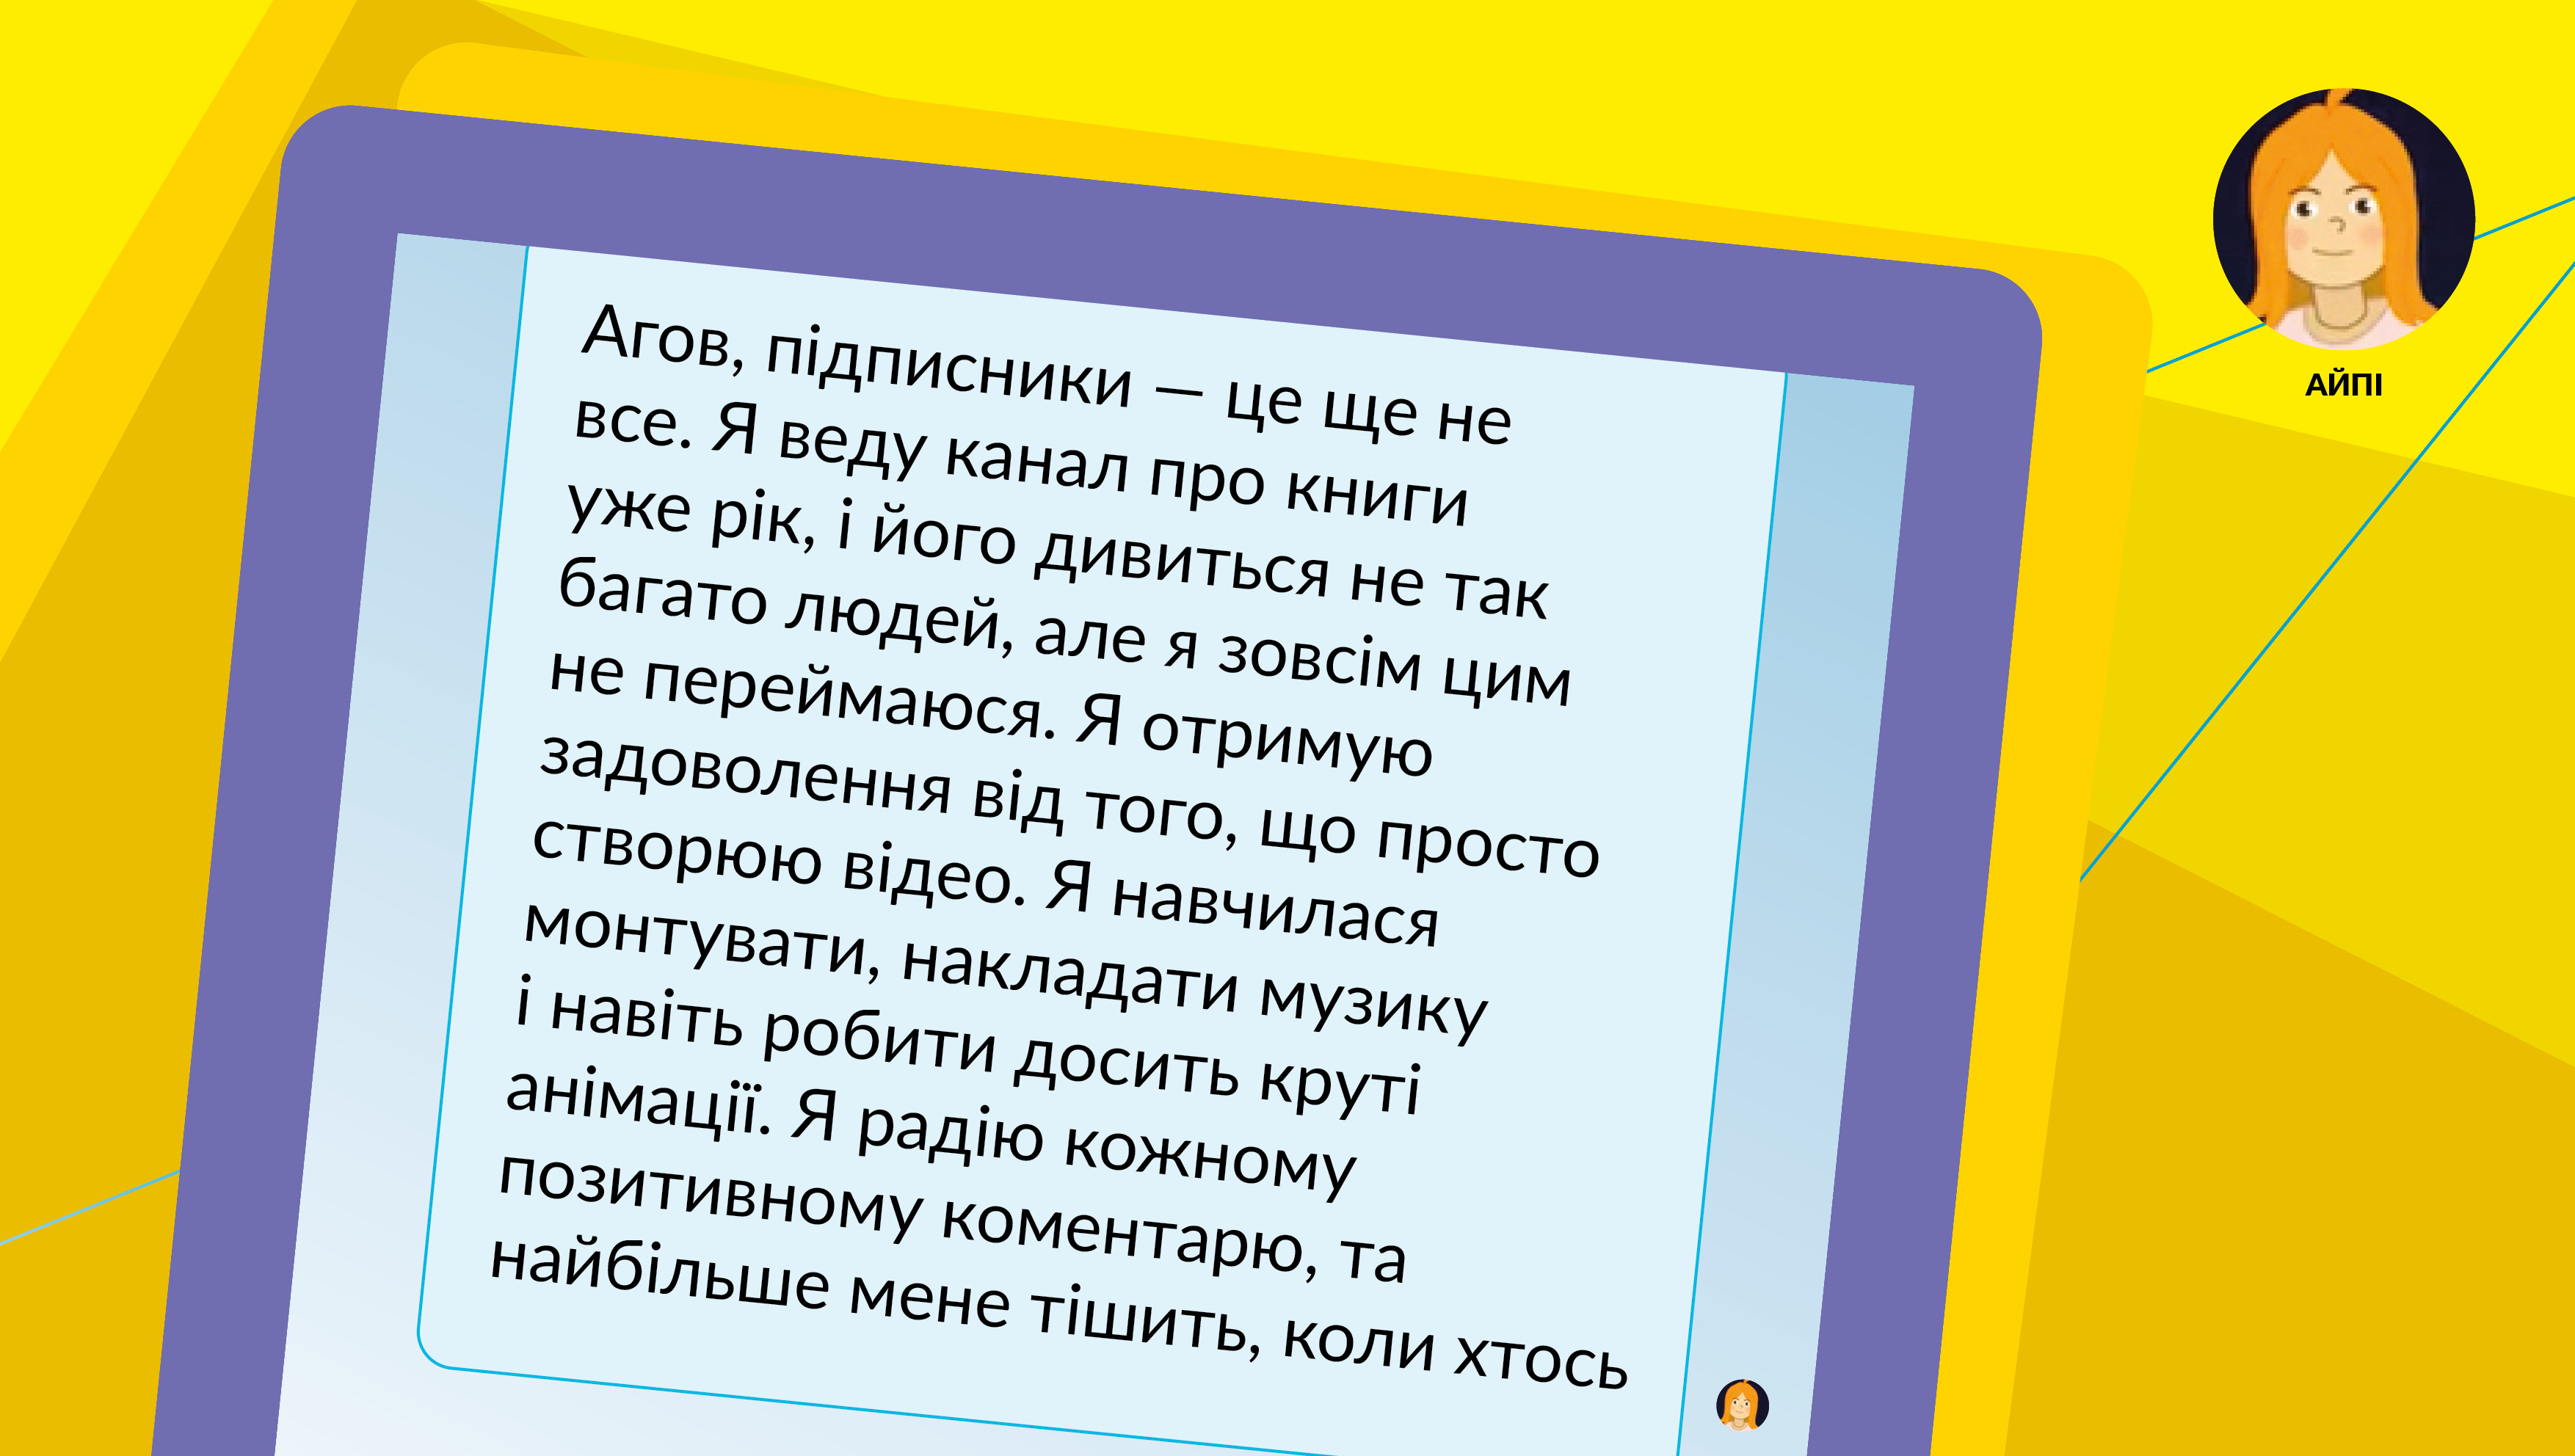 Агов, підписники — це ще не
все. Я веду канал про книги
уже рік, і його дивиться не так
багато людей, але я зовсім цим
не переймаюся. Я отримую
задоволення від того, що просто
створюю відео. Я навчилася
монтувати, накладати музику
і навіть робити досить круті
анімації. Я радію кожному
позитивному коментарю, та
найбільше мене тішить, коли хтось
АЙПІ